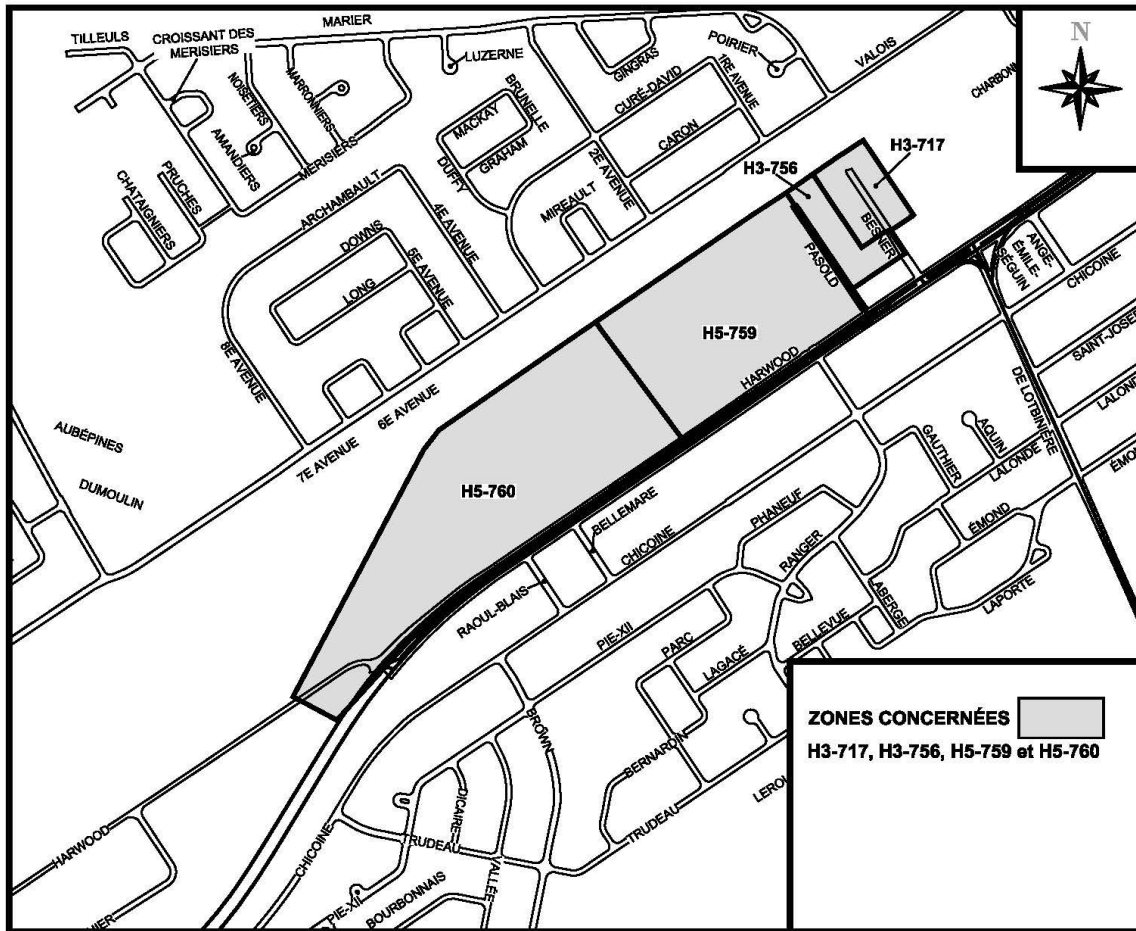 TILLEULS
CROISSANT DES
MERISIERS
MARIER
NOISETIERS
MARRONNIERS
LUZERNE
GINGRAS
POIRIER
VALOIS
N
AMANDIERS
MERISIERS
MACKAY
BRUNELLE
GRAHAM
DUFFY
CURÉ-DAVID
1RE AVENUE
CARON
2E AVENUE
H3-756
H3-717
CHATAIGNIERS
PRUCHES
ARCHAMBAULT
4E AVENUE
MIREAULT
DOWNS
LONG
5E AVENUE
8E AVENUE
BESNER
PASOLD
ANGE-
ÉMILE-
SÉGUIN
CHICOINE
H5-759
HARWOOD
6E AVENUE
7E AVENUE
DE LOTBINIÈRE
AUBÉPINES
DUMOULIN
H5-760
GAUTHIER
AQUIN
LALONDE
BELLEMARE
CHICOINE
PHANEUF
RANGER
ÉMOND
RAOUL-BLAIS
PIE-XII
PARC
LAGACÉ
BELLEVUE
LAPORTE
BROWN
BERNARDIN
TRUDEAU
HARWOOD
CHICOINE
DICAIRE
TRUDEAU
VALLÉE
PIE-XII
BOURBONNAIS
ZONES CONCERNÉES
H3-717, H3-756, H5-759 et H5-760